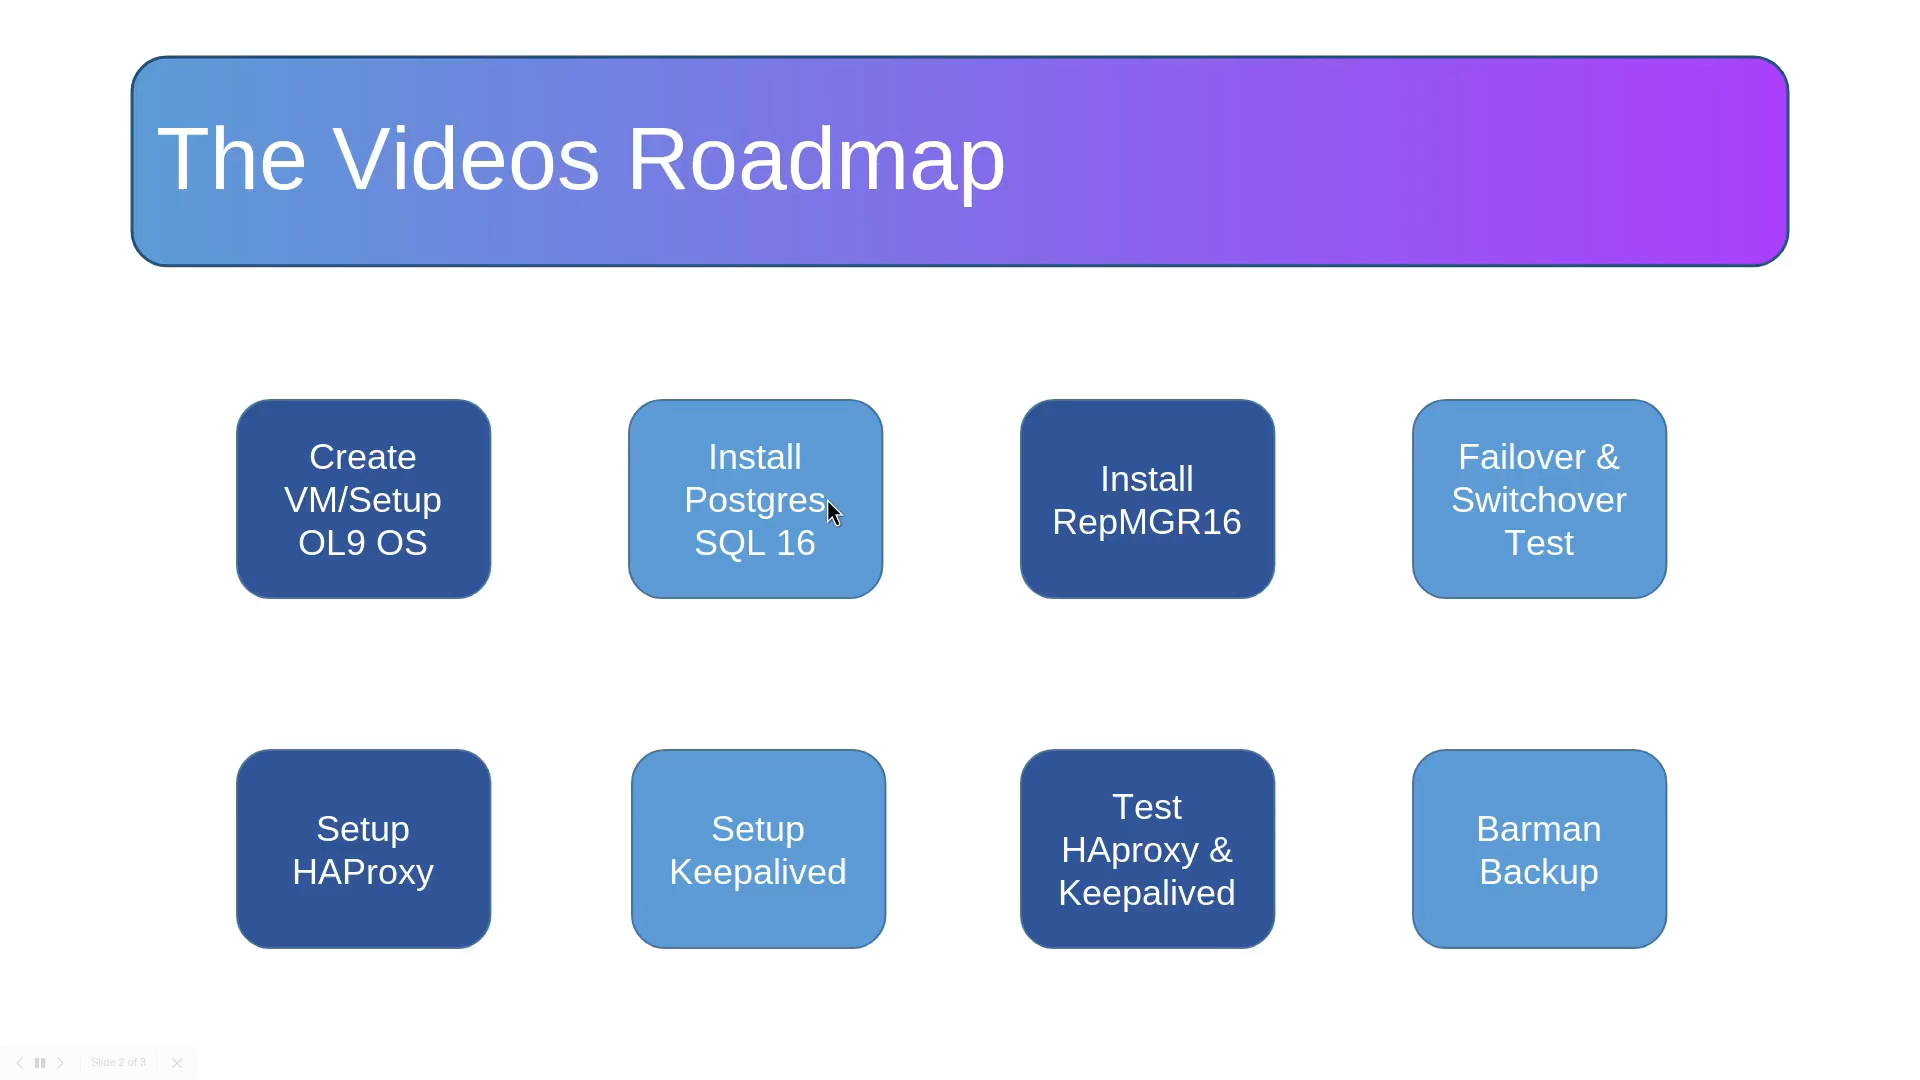 The Videos Roadmap
Create
VM/Setup
OL9 OS
Install
Postgres
SQL 16
Install
RepMGR16
Failover &
Switchover
Test
Setup
HAProxy
Setup
Keepalived
Test
HAproxy &
Keepalived
Barman
Backup
Slide 2 of 3